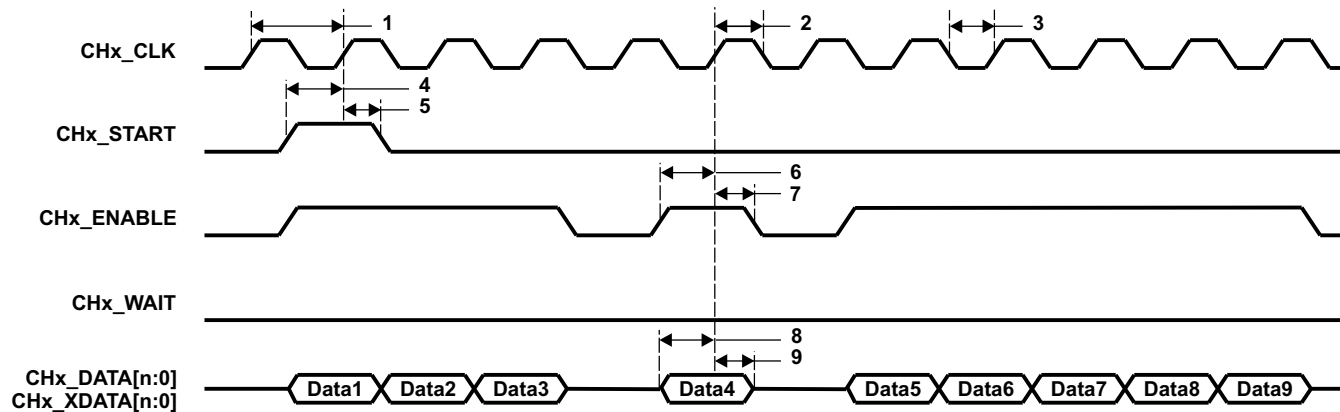 1 2 3
CHx_CLK
4
5
CHx_START
6
7
CHx_ENABLE
CHx_WAIT
8
9
CHx_DATA[n:0]
CHx_XDATA[n:0]
Data1 Data2 Data3 Data4 Data5 Data6 Data7 Data8 Data9